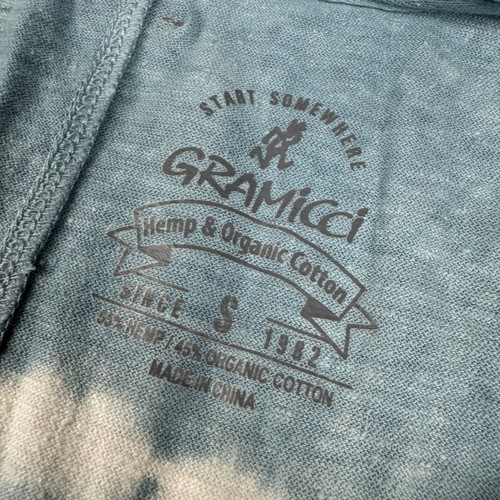 START SOMEWHERE
GRAMICCI
Hemp & Organic Cotton
SINCE S 1982
55% HEMP / 45% ORGANIC COTTON
MADE IN CHINA